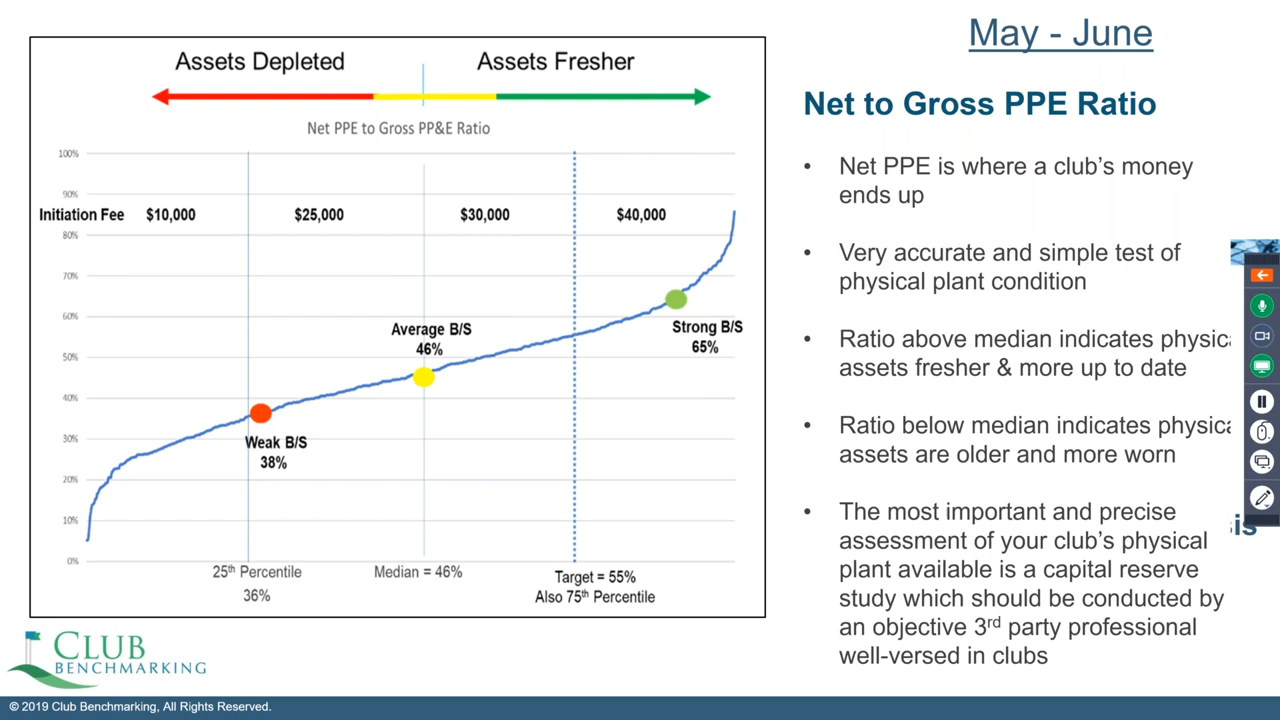 May - June
Assets Depleted
Assets Fresher
Net PPE to Gross PP&E Ratio
100%
90%
Initiation Fee $10,000 $25,000 $30,000 $40,000
80%
70%
60%
50%
40%
30%
20%
10%
0%
Average B/S
46%
Strong B/S
65%
Weak B/S
38%
25th Percentile
36%
Median = 46%
Target = 55%
Also 75th Percentile
Net to Gross PPE Ratio
• Net PPE is where a club's money
ends up
• Very accurate and simple test of
physical plant condition
• Ratio above median indicates physica
assets fresher & more up to date
• Ratio below median indicates physica
assets are older and more worn
• The most important and precise
assessment of your club's physical
plant available is a capital reserve
study which should be conducted by
an objective 3rd party professional
well-versed in clubs
CLUB
BENCHMARKING
© 2019 Club Benchmarking, All Rights Reserved.